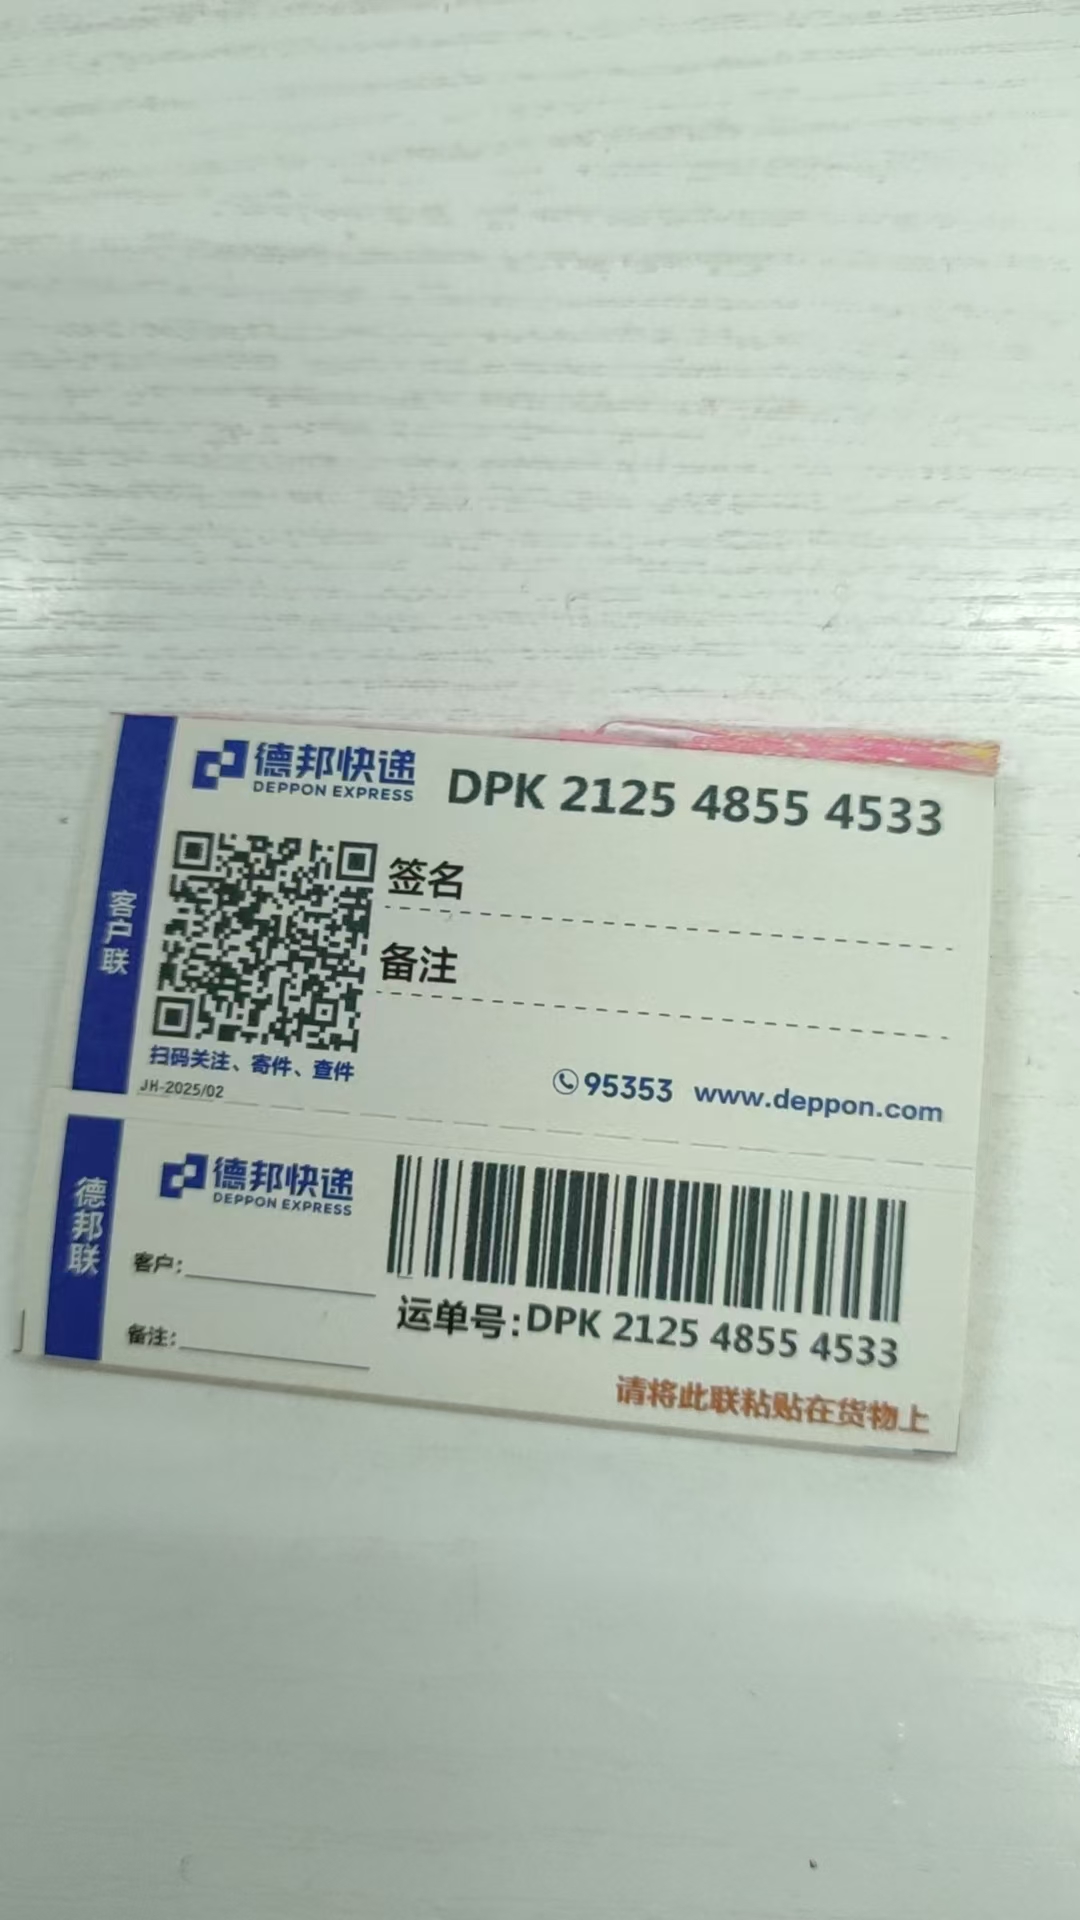 德邦快递
DEPPON EXPRESS
DPK 2125 4855 4533
签名
备注
客户联
扫码关注、寄件、查件
JH-2025/02
95353 www.deppon.com
德邦联
德邦快递
DEPPON EXPRESS
客户:
备注:
运单号:DPK 2125 4855 4533
请将此联粘贴在货物上